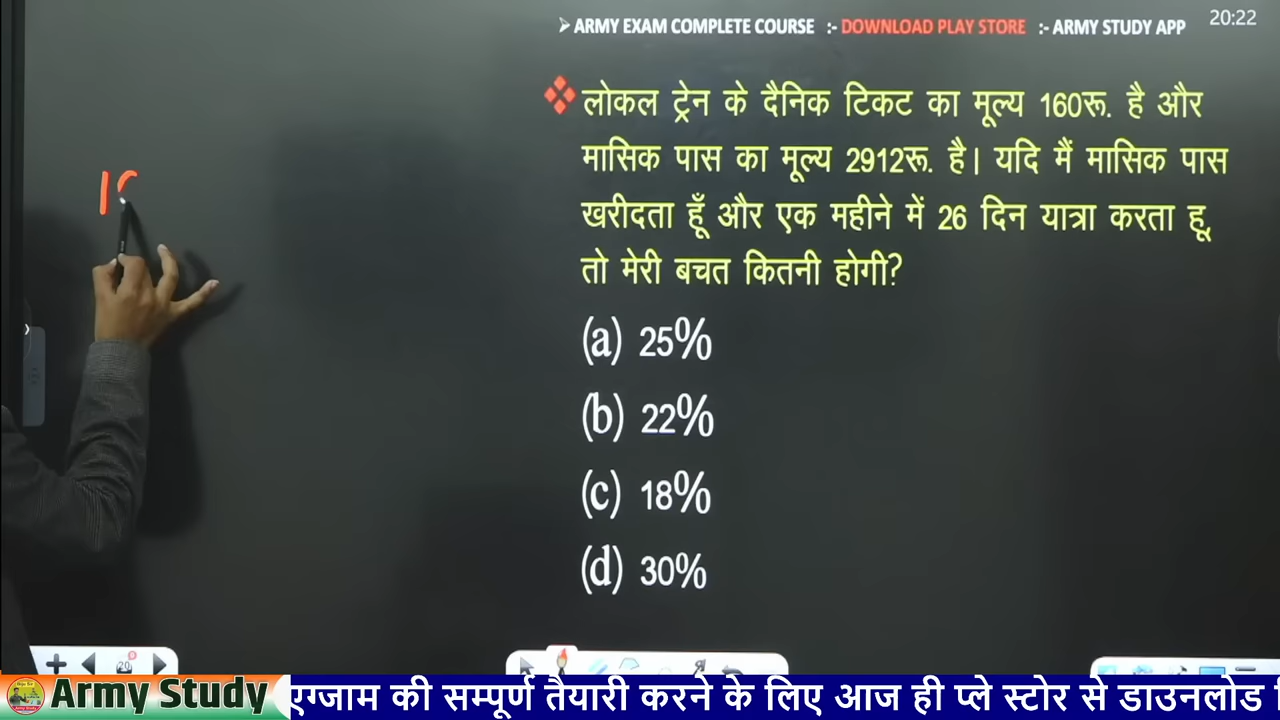 20:22
➢ ARMY EXAM COMPLETE COURSE :- DOWNLOAD PLAY STORE :- ARMY STUDY APP
❖ लोकल ट्रेन के दैनिक टिकट का मूल्य 160रू. है और
मासिक पास का मूल्य 2912रू. है। यदि मैं मासिक पास
खरीदता हूँ और एक महीने में 26 दिन यात्रा करता हू,
तो मेरी बचत कितनी होगी?
(a) 25%
(b) 22%
(c) 18%
(d) 30%
20
Army Study एग्जाम की सम्पूर्ण तैयारी करने के लिए आज ही प्ले स्टोर से डाउनलोड